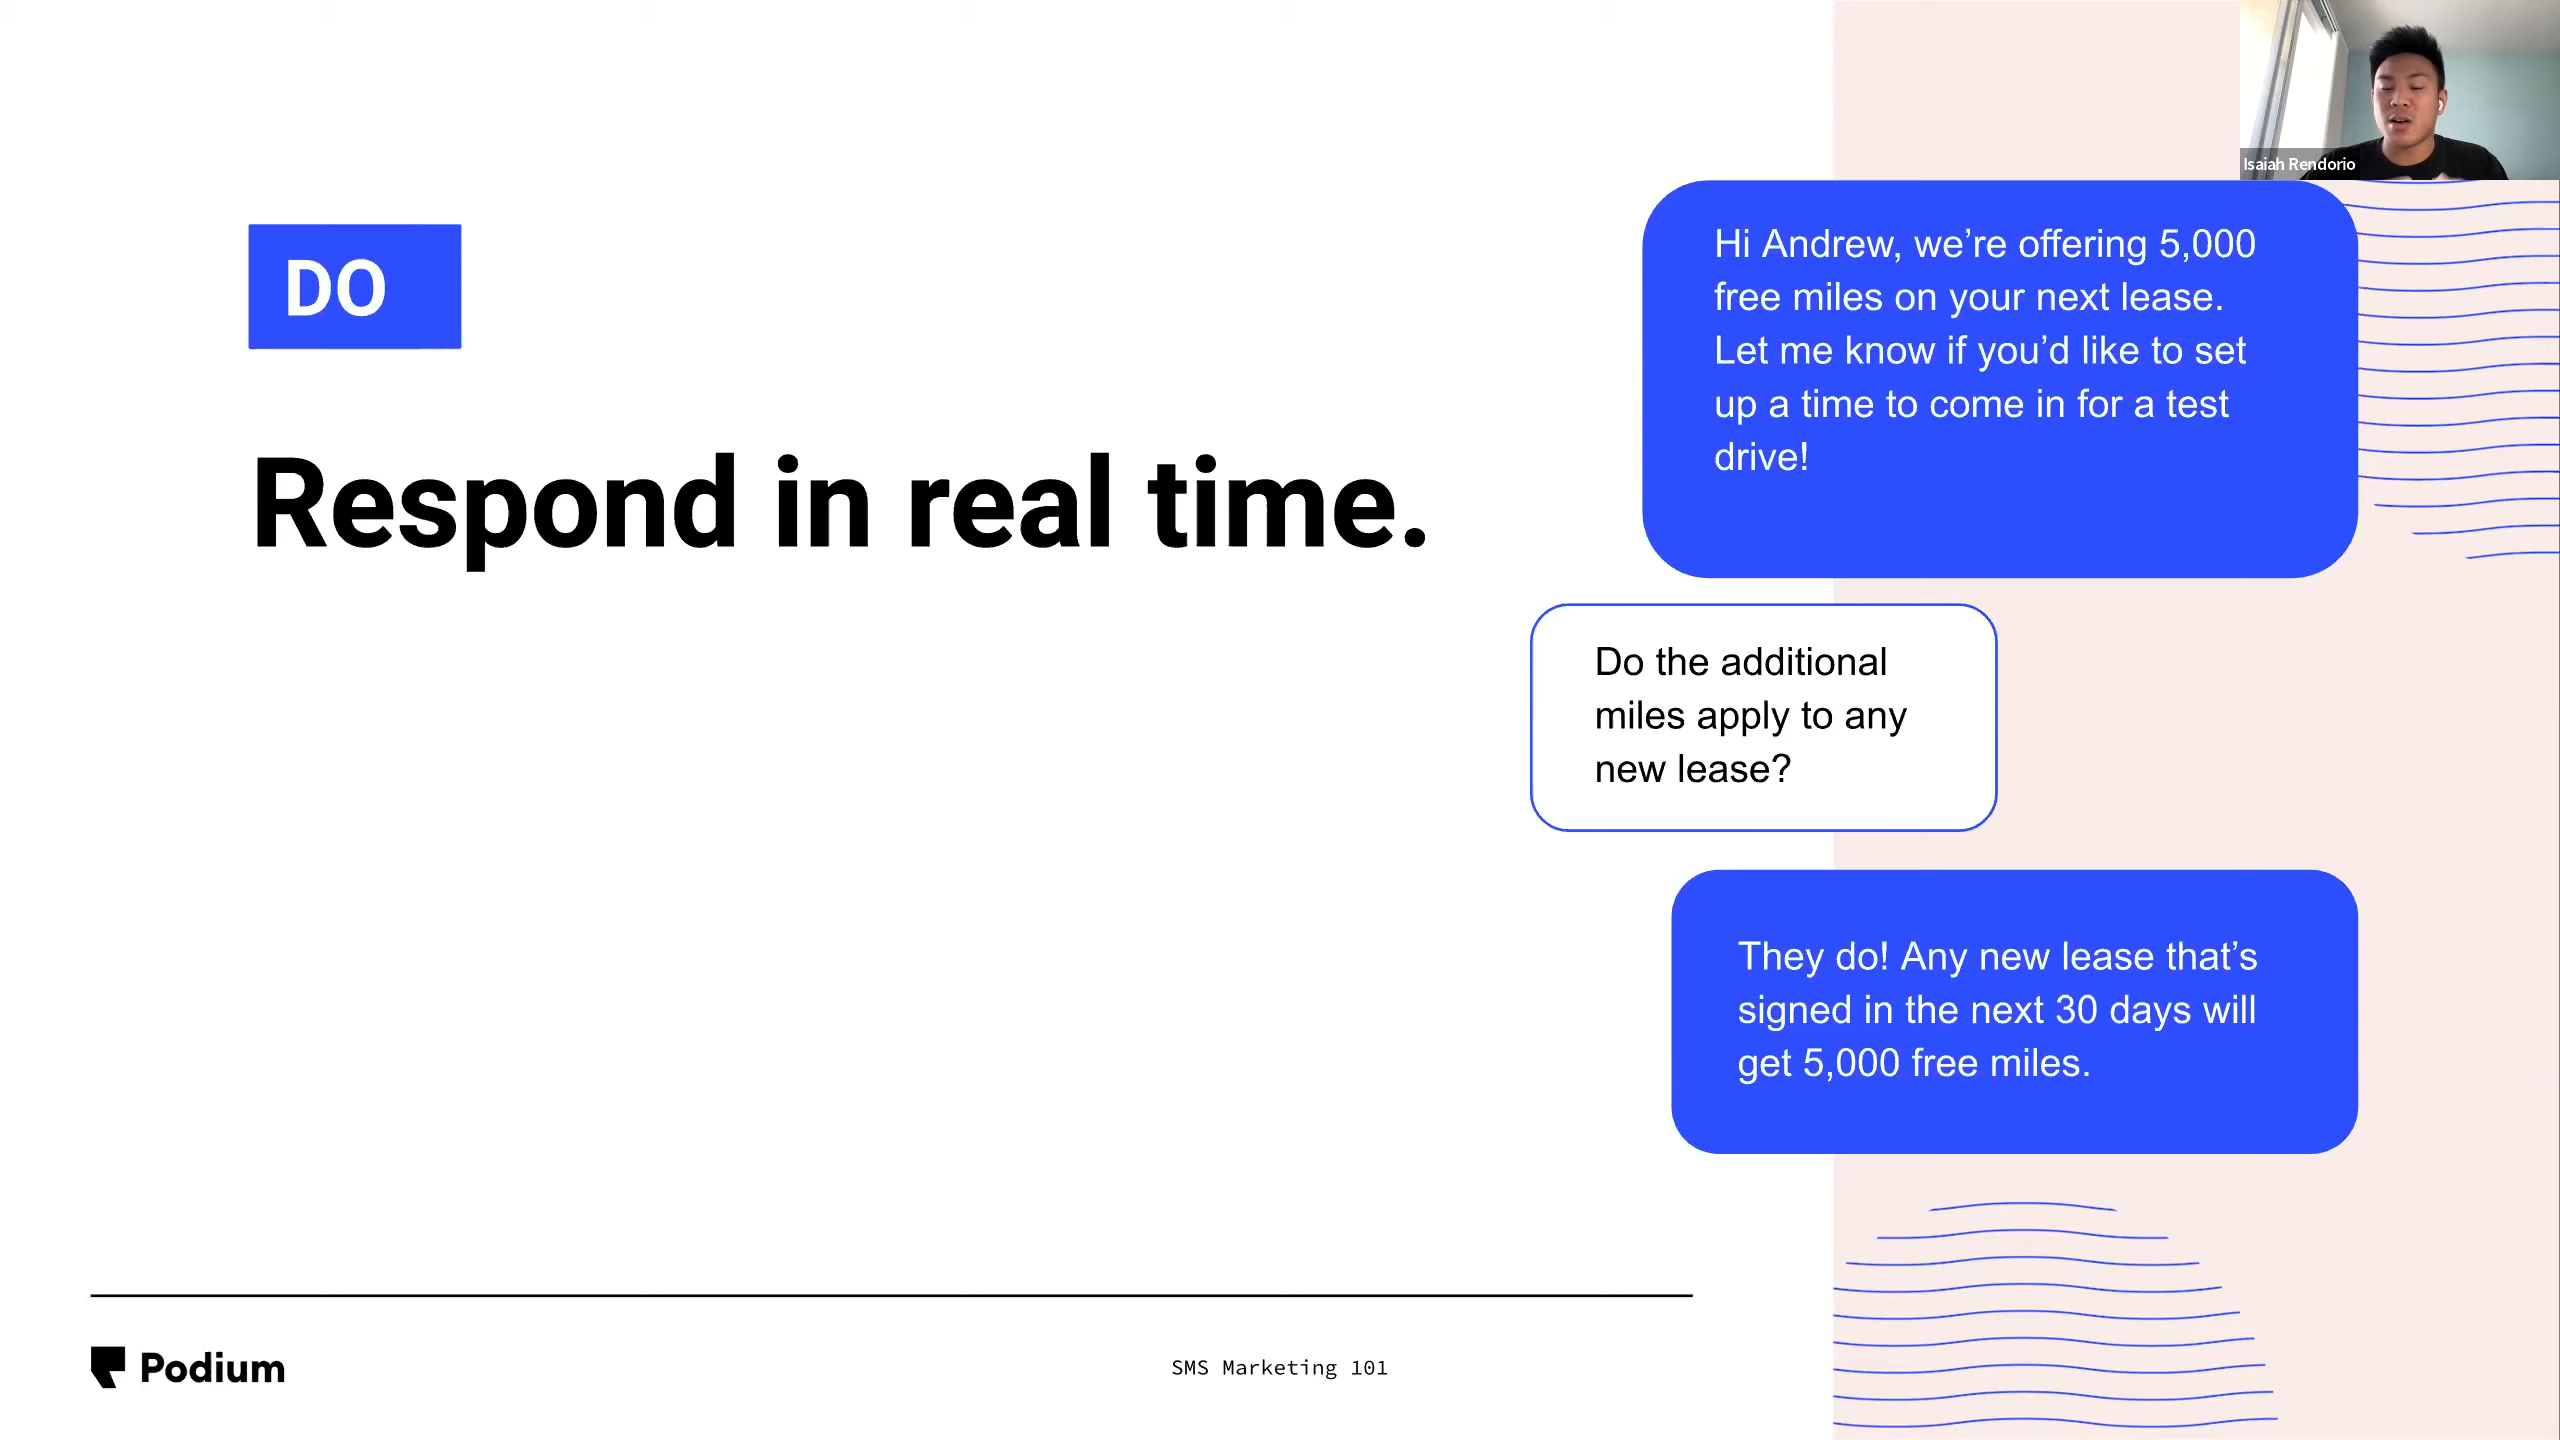 Isaiah Rendorio
DO
Respond in real time.
Hi Andrew, we’re offering 5,000
free miles on your next lease.
Let me know if you’d like to set
up a time to come in for a test
drive!
Do the additional
miles apply to any
new lease?
They do! Any new lease that’s
signed in the next 30 days will
get 5,000 free miles.
Podium
SMS Marketing 101